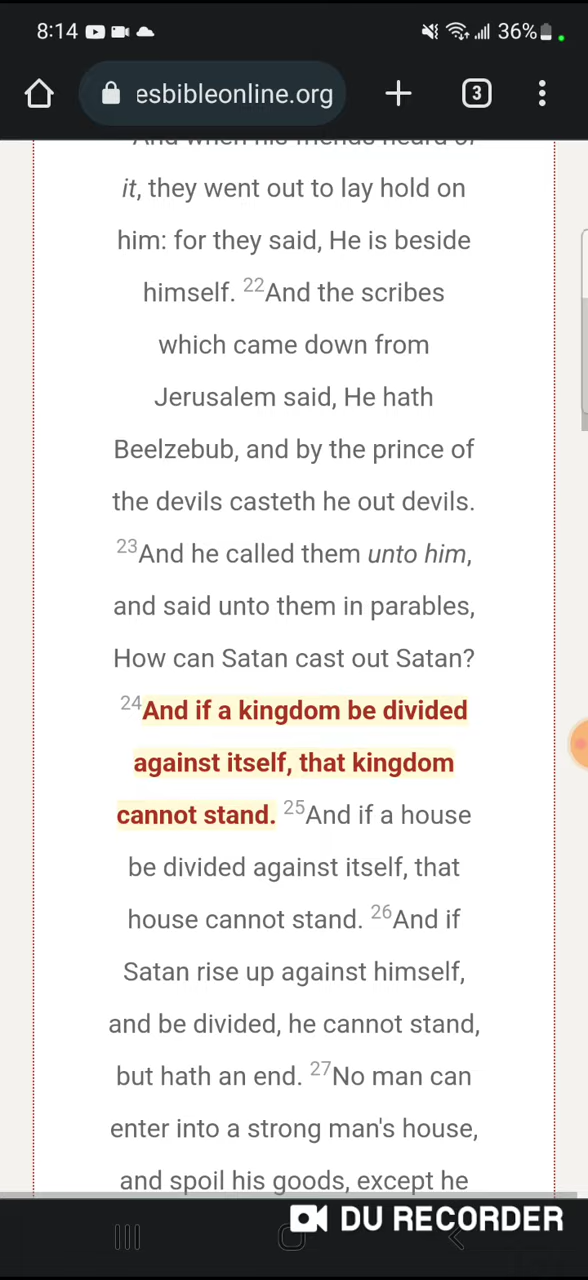 8:14
36%
esbibleonline.org
3
And when his friends heard of
it, they went out to lay hold on
him: for they said, He is beside
himself. 22And the scribes
which came down from
Jerusalem said, He hath
Beelzebub, and by the prince of
the devils casteth he out devils.
23And he called them unto him,
and said unto them in parables,
How can Satan cast out Satan?
24And if a kingdom be divided
against itself, that kingdom
cannot stand. 25And if a house
be divided against itself, that
house cannot stand. 26And if
Satan rise up against himself,
and be divided, he cannot stand,
but hath an end. 27No man can
enter into a strong man's house,
and spoil his goods, except he
DU RECORDER